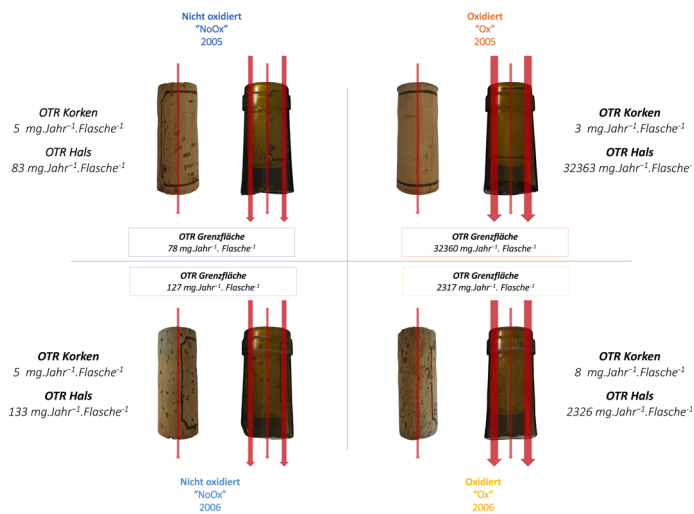 Nicht oxidiert
"NoOx"
2005
Oxidiert
"Ox"
2005
OTR Korken
5 mg.Jahr⁻¹.Flasche⁻¹
OTR Hals
83 mg.Jahr⁻¹.Flasche⁻¹
OTR Korken
3 mg.Jahr⁻¹.Flasche⁻¹
OTR Hals
32363 mg.Jahr⁻¹.Flasche⁻¹
OTR Grenzfläche
78 mg.Jahr⁻¹. Flasche⁻¹
OTR Grenzfläche
32360 mg.Jahr⁻¹. Flasche⁻¹
OTR Grenzfläche
127 mg.Jahr⁻¹. Flasche⁻¹
OTR Grenzfläche
2317 mg.Jahr⁻¹. Flasche⁻¹
OTR Korken
5 mg.Jahr⁻¹.Flasche⁻¹
OTR Hals
133 mg.Jahr⁻¹.Flasche⁻¹
OTR Korken
8 mg.Jahr⁻¹.Flasche⁻¹
OTR Hals
2326 mg.Jahr⁻¹.Flasche⁻¹
Nicht oxidiert
"NoOx"
2006
Oxidiert
"Ox"
2006